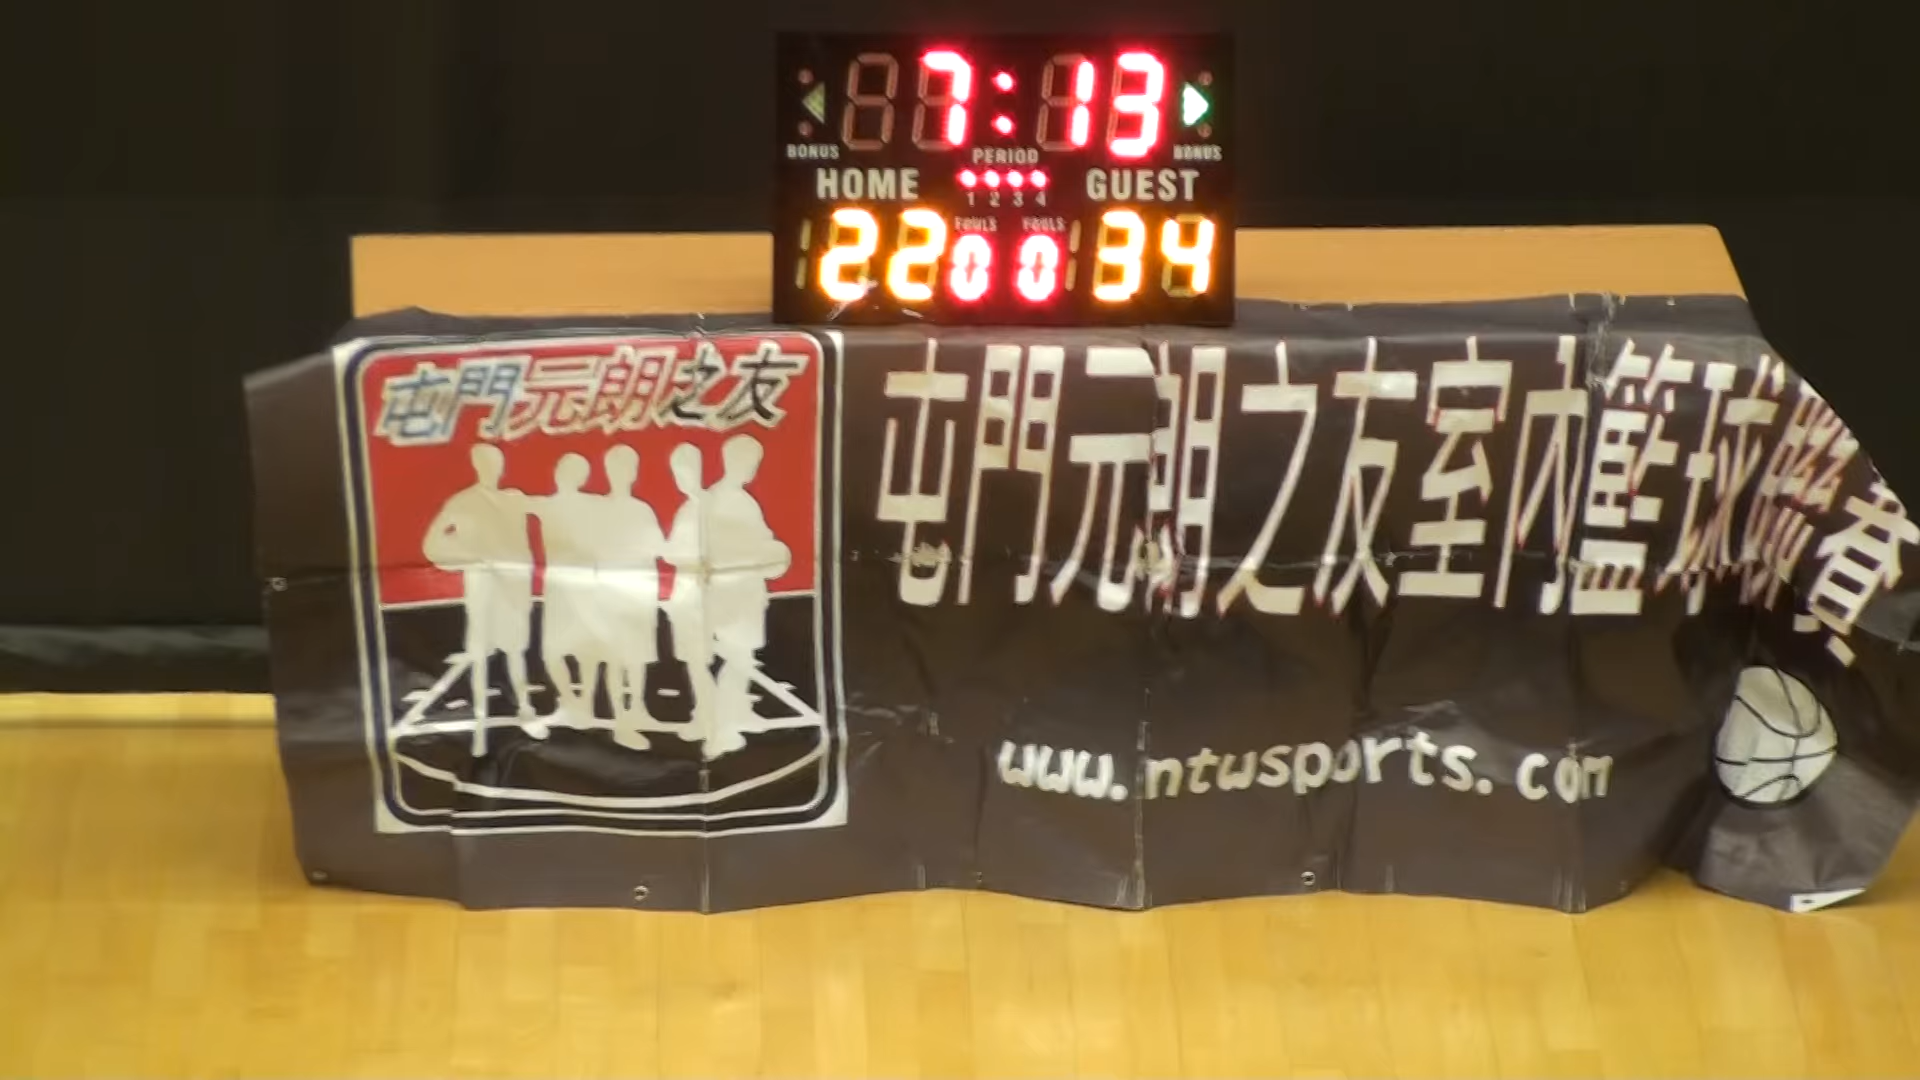 7:13
BONUS PERIOD BONUS
HOME 1 2 3 4 GUEST
FOULS FOULS
22 0 0 34
屯門元朗之友
屯門元朗之友室內籃球聯賽
www.ntwsports.com